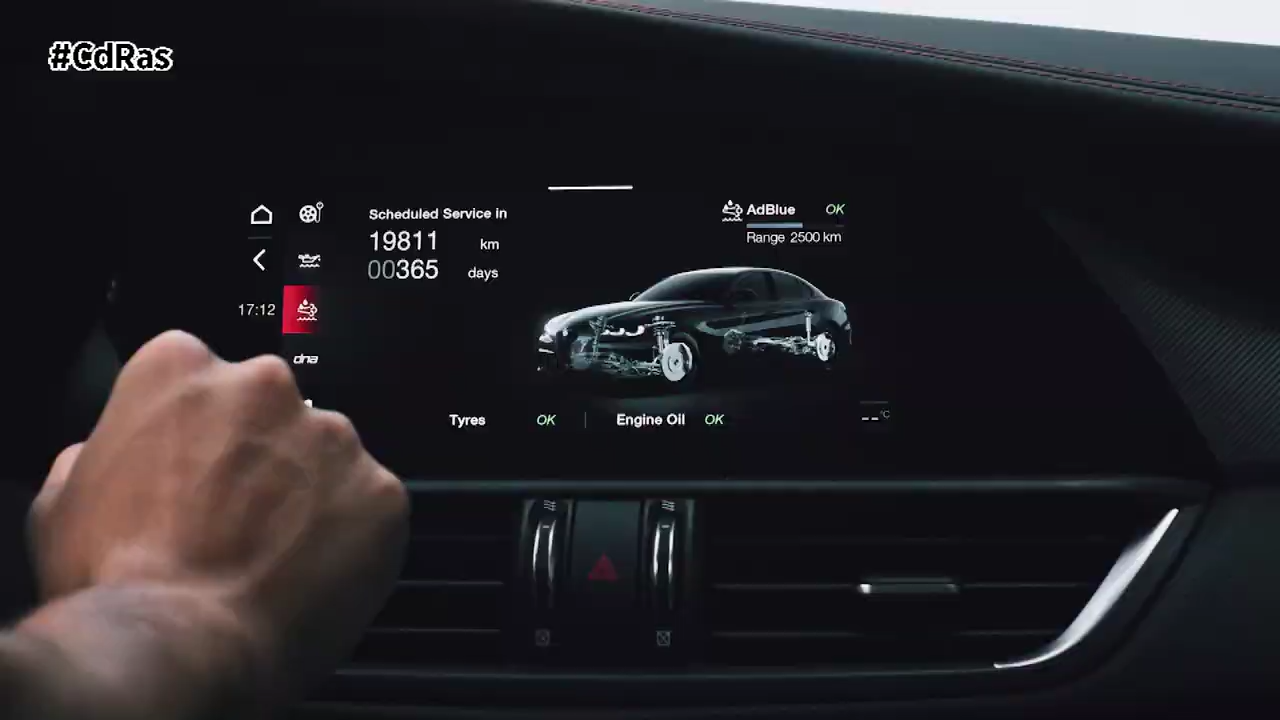 #CdRas
Scheduled Service in
19811 km
00365 days
AdBlue OK
Range 2500 km
17:12
dna
Tyres OK
Engine Oil OK
--°C